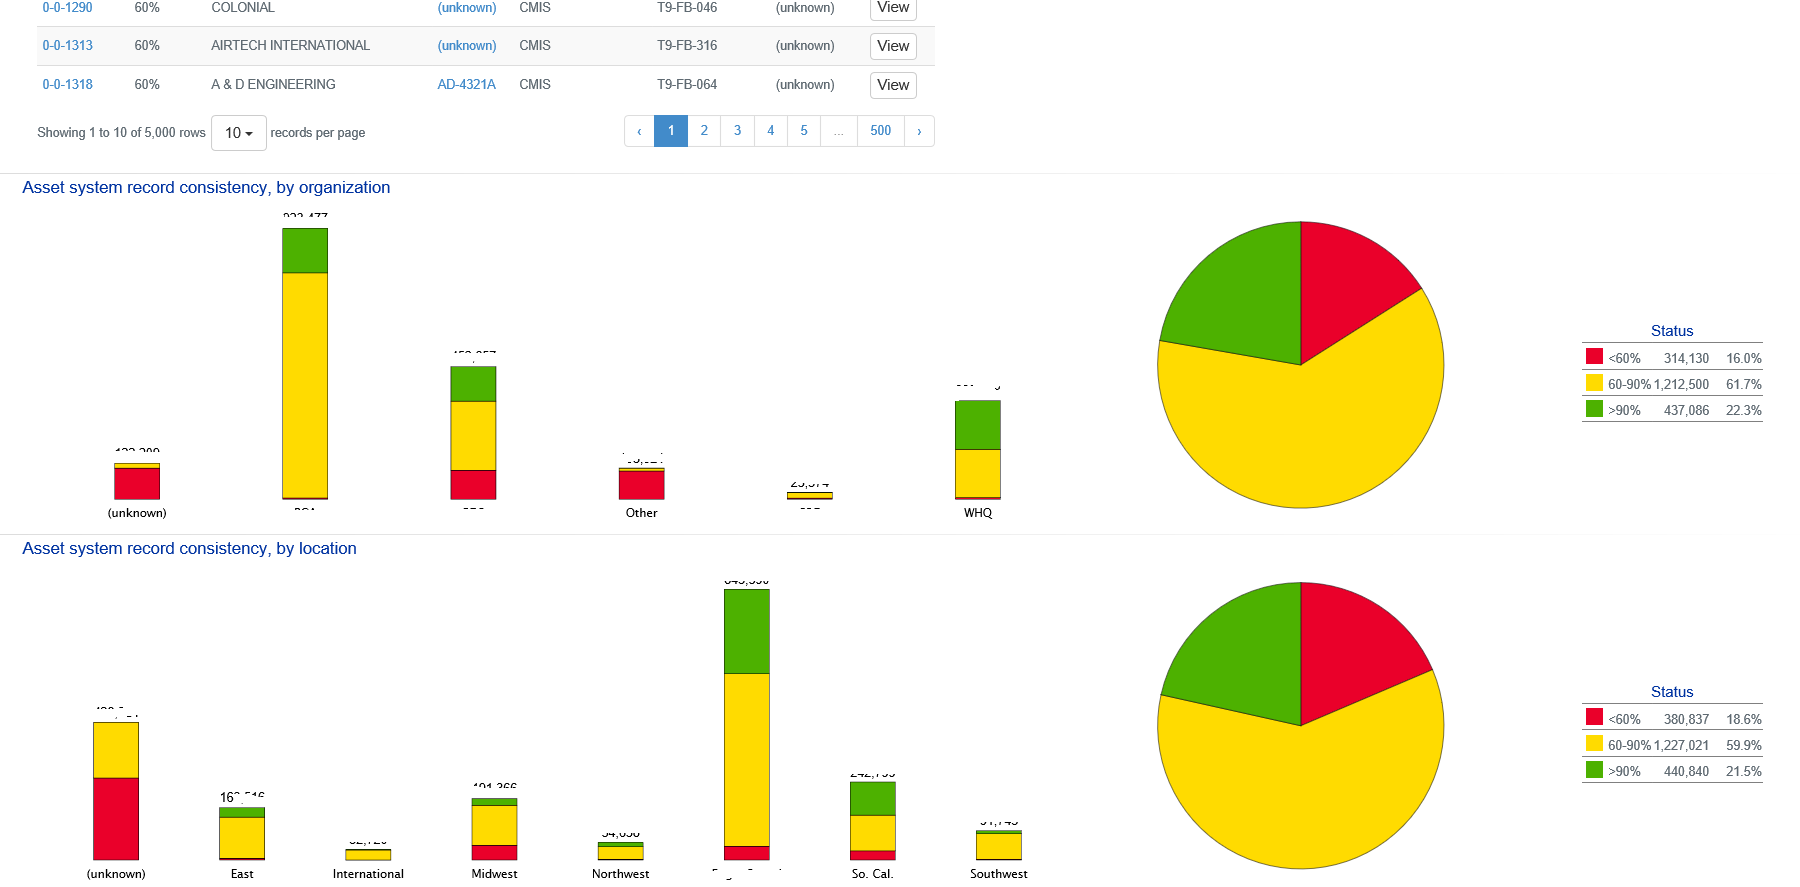 0-0-1290 60% COLONIAL (unknown) CMIS T9-FB-046 (unknown) View
0-0-1313 60% AIRTECH INTERNATIONAL (unknown) CMIS T9-FB-316 (unknown) View
0-0-1318 60% A & D ENGINEERING AD-4321A CMIS T9-FB-064 (unknown) View
Showing 1 to 10 of 5,000 rows 10 records per page ‹ 1 2 3 4 5 ... 500 ›
Asset system record consistency, by organization
(unknown) Other WHQ
Status
<60% 314,130 16.0%
60-90% 1,212,500 61.7%
>90% 437,086 22.3%
Asset system record consistency, by location
(unknown) East International Midwest Northwest So. Cal. Southwest
Status
<60% 380,837 18.6%
60-90% 1,227,021 59.9%
>90% 440,840 21.5%